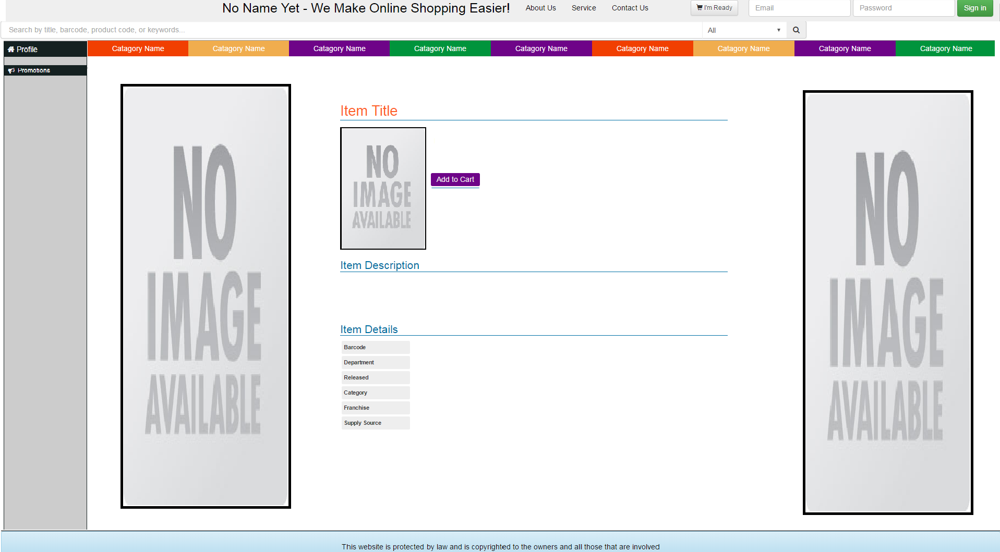 No Name Yet - We Make Online Shopping Easier! About Us Service Contact Us I'm Ready Email Password Sign in
Search by title, barcode, product code, or keywords... All
Profile Catagory Name Catagory Name Catagory Name Catagory Name Catagory Name Catagory Name Catagory Name Catagory Name Catagory Name
Promotions
NO
IMAGE
AVAILABLE
Item Title
NO
IMAGE
AVAILABLE
Add to Cart
Item Description
Item Details
Barcode
Department
Released
Category
Franchise
Supply Source
NO
IMAGE
AVAILABLE
This website is protected by law and is copyrighted to the owners and all those that are involved